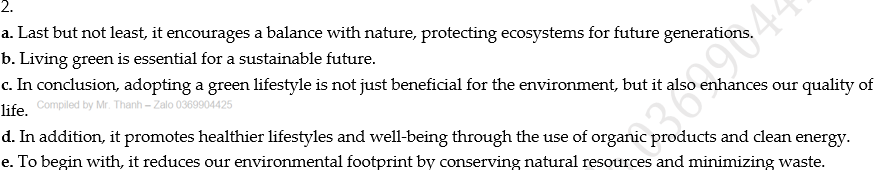 2.
a. Last but not least, it encourages a balance with nature, protecting ecosystems for future generations.
b. Living green is essential for a sustainable future.
c. In conclusion, adopting a green lifestyle is not just beneficial for the environment, but it also enhances our quality of
life. Compiled by Mr. Thanh – Zalo 0369904425
d. In addition, it promotes healthier lifestyles and well-being through the use of organic products and clean energy.
e. To begin with, it reduces our environmental footprint by conserving natural resources and minimizing waste.
036990442